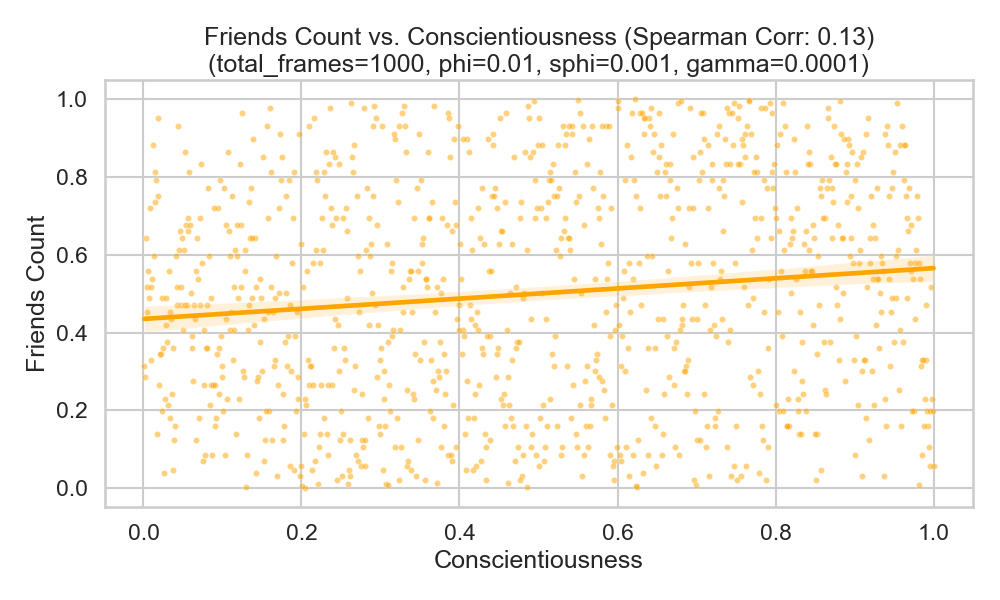 Friends Count vs. Conscientiousness (Spearman Corr: 0.13)
(total_frames=1000, phi=0.01, sphi=0.001, gamma=0.0001)
1.0
0.8
0.6
0.4
0.2
0.0
Friends Count
0.0 0.2 0.4 0.6 0.8 1.0
Conscientiousness